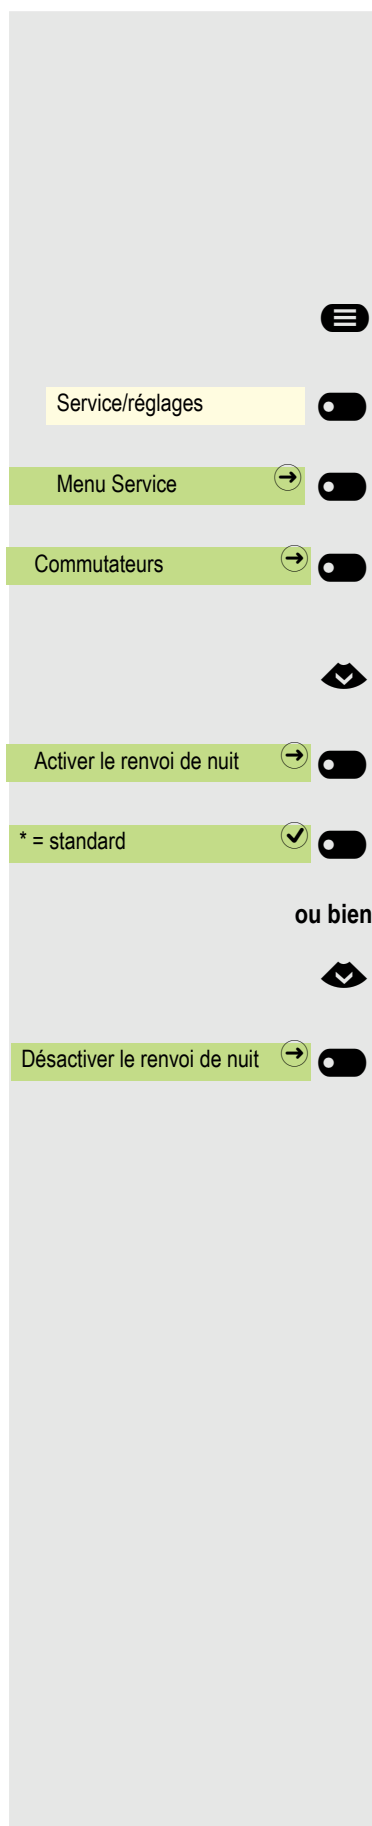 Service/réglages
Menu Service
Commutateurs
Activer le renvoi de nuit
* = standard
ou bien
Désactiver le renvoi de nuit